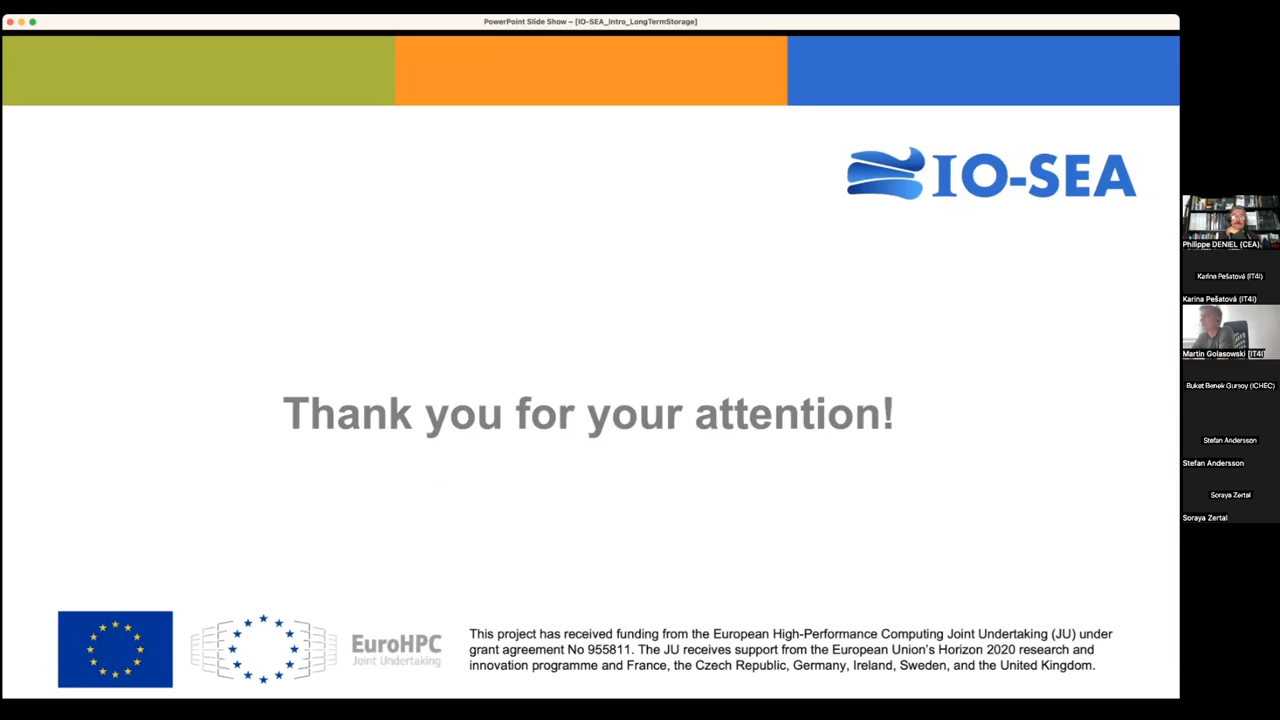 PowerPoint Slide Show – [IO-SEA_Intro_LongTermStorage]
IO-SEA
Thank you for your attention!
EuroHPC
Joint Undertaking
This project has received funding from the European High-Performance Computing Joint Undertaking (JU) under
grant agreement No 955811. The JU receives support from the European Union's Horizon 2020 research and
innovation programme and France, the Czech Republic, Germany, Ireland, Sweden, and the United Kingdom.
Philippe DENIEL (CEA)
Karina Pešatová (IT4I)
Karina Pešatová (IT4I)
Martin Golasowski [IT4I]
Buket Benek Gursoy (ICHEC)
Stefan Andersson
Stefan Andersson
Soraya Zertal
Soraya Zertal